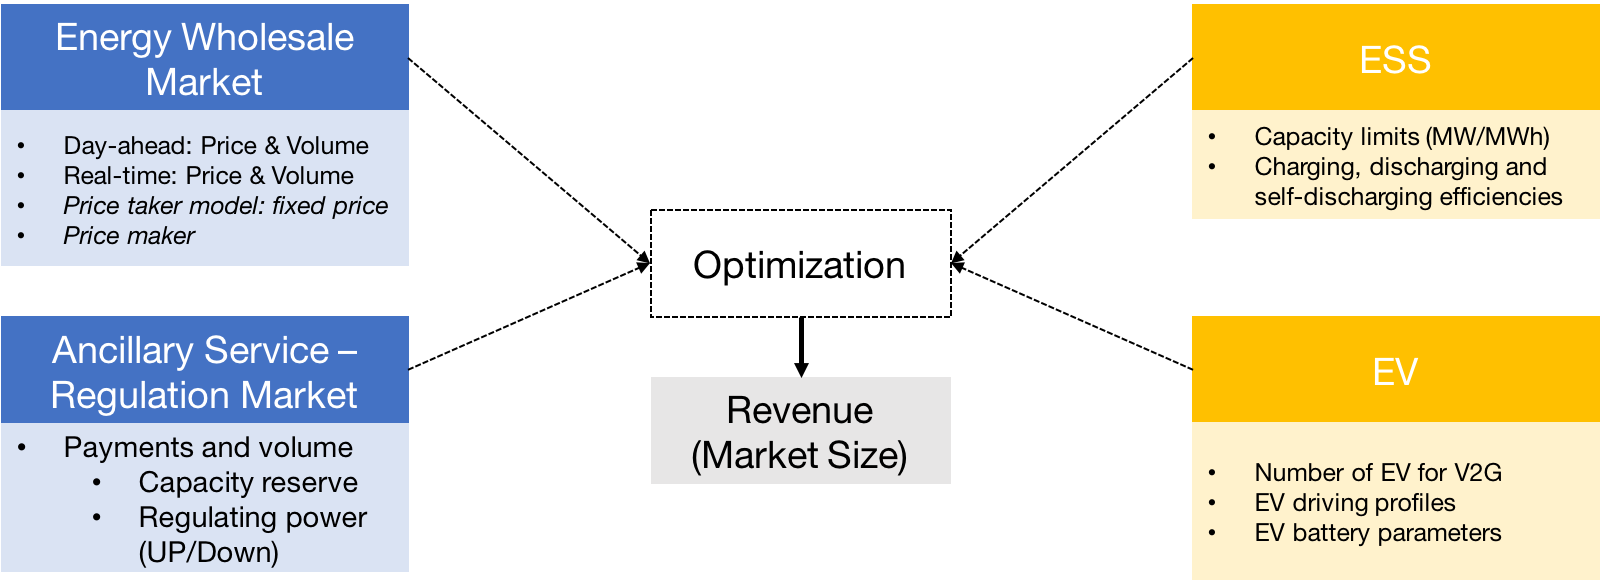 Energy Wholesale
Market
• Day-ahead: Price & Volume
• Real-time: Price & Volume
• Price taker model: fixed price
• Price maker
Ancillary Service –
Regulation Market
• Payments and volume
• Capacity reserve
• Regulating power
(UP/Down)
Optimization
Revenue
(Market Size)
ESS
• Capacity limits (MW/MWh)
• Charging, discharging and
self-discharging efficiencies
EV
• Number of EV for V2G
• EV driving profiles
• EV battery parameters